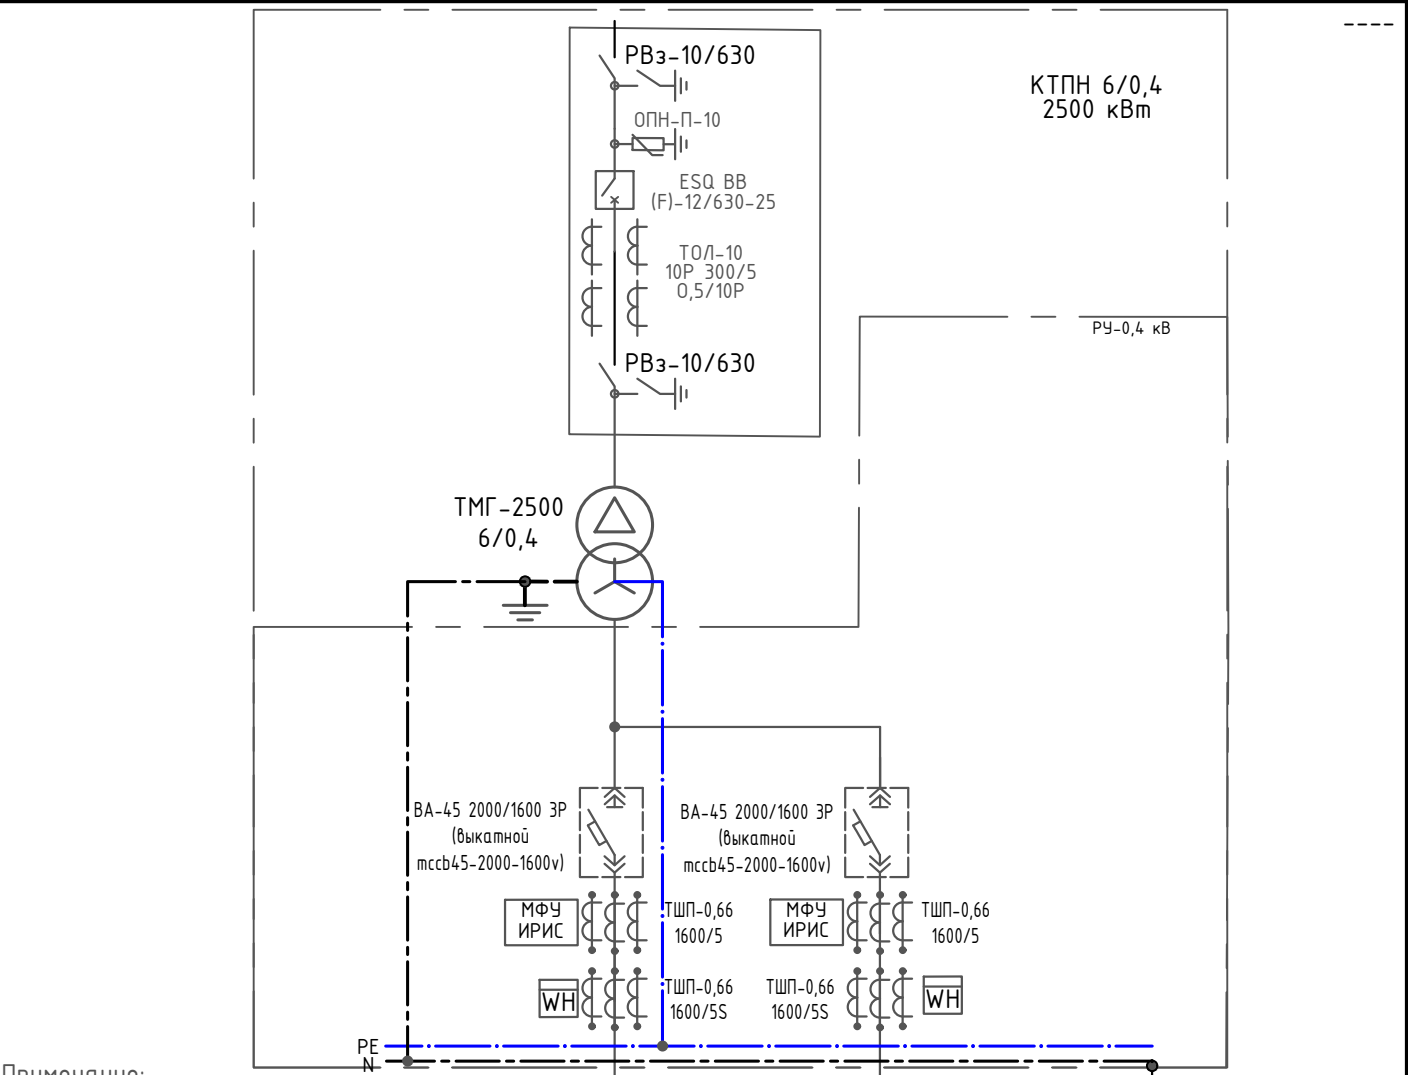 РВз-10/630
КТПН 6/0,4
2500 кВт
ОПН-П-10
ESQ ВВ
(F)-12/630-25
ТОЛ-10
10Р 300/5
0,5/10Р
РУ-0,4 кВ
РВз-10/630
ТМГ-2500
6/0,4
ВА-45 2000/1600 3Р
(выкатной
mccb45-2000-1600v)
ВА-45 2000/1600 3Р
(выкатной
mccb45-2000-1600v)
МФУ
ИРИС
ТШП-0,66
1600/5
МФУ
ИРИС
ТШП-0,66
1600/5
WH
ТШП-0,66
1600/5S
ТШП-0,66
1600/5S
WH
PE
N